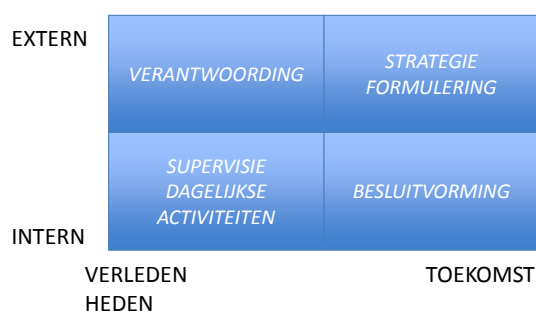 EXTERN
VERANTWOORDING
STRATEGIE
FORMULERING
SUPERVISIE
DAGELIJKSE
ACTIVITEITEN
BESLUITVORMING
INTERN
VERLEDEN
HEDEN
TOEKOMST